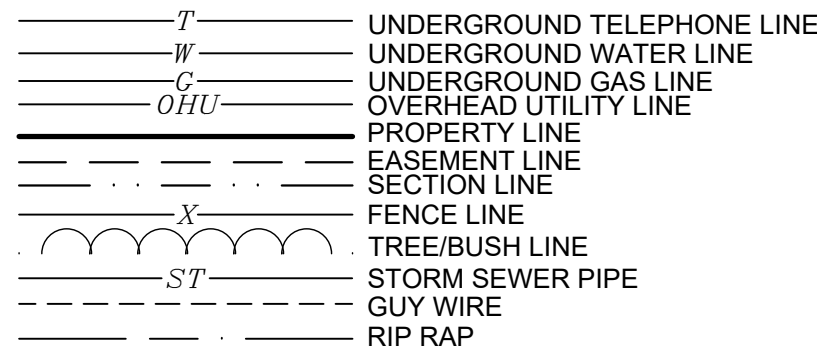 T UNDERGROUND TELEPHONE LINE
W UNDERGROUND WATER LINE
G UNDERGROUND GAS LINE
OHU OVERHEAD UTILITY LINE
PROPERTY LINE
EASEMENT LINE
SECTION LINE
X FENCE LINE
TREE/BUSH LINE
ST STORM SEWER PIPE
GUY WIRE
RIP RAP